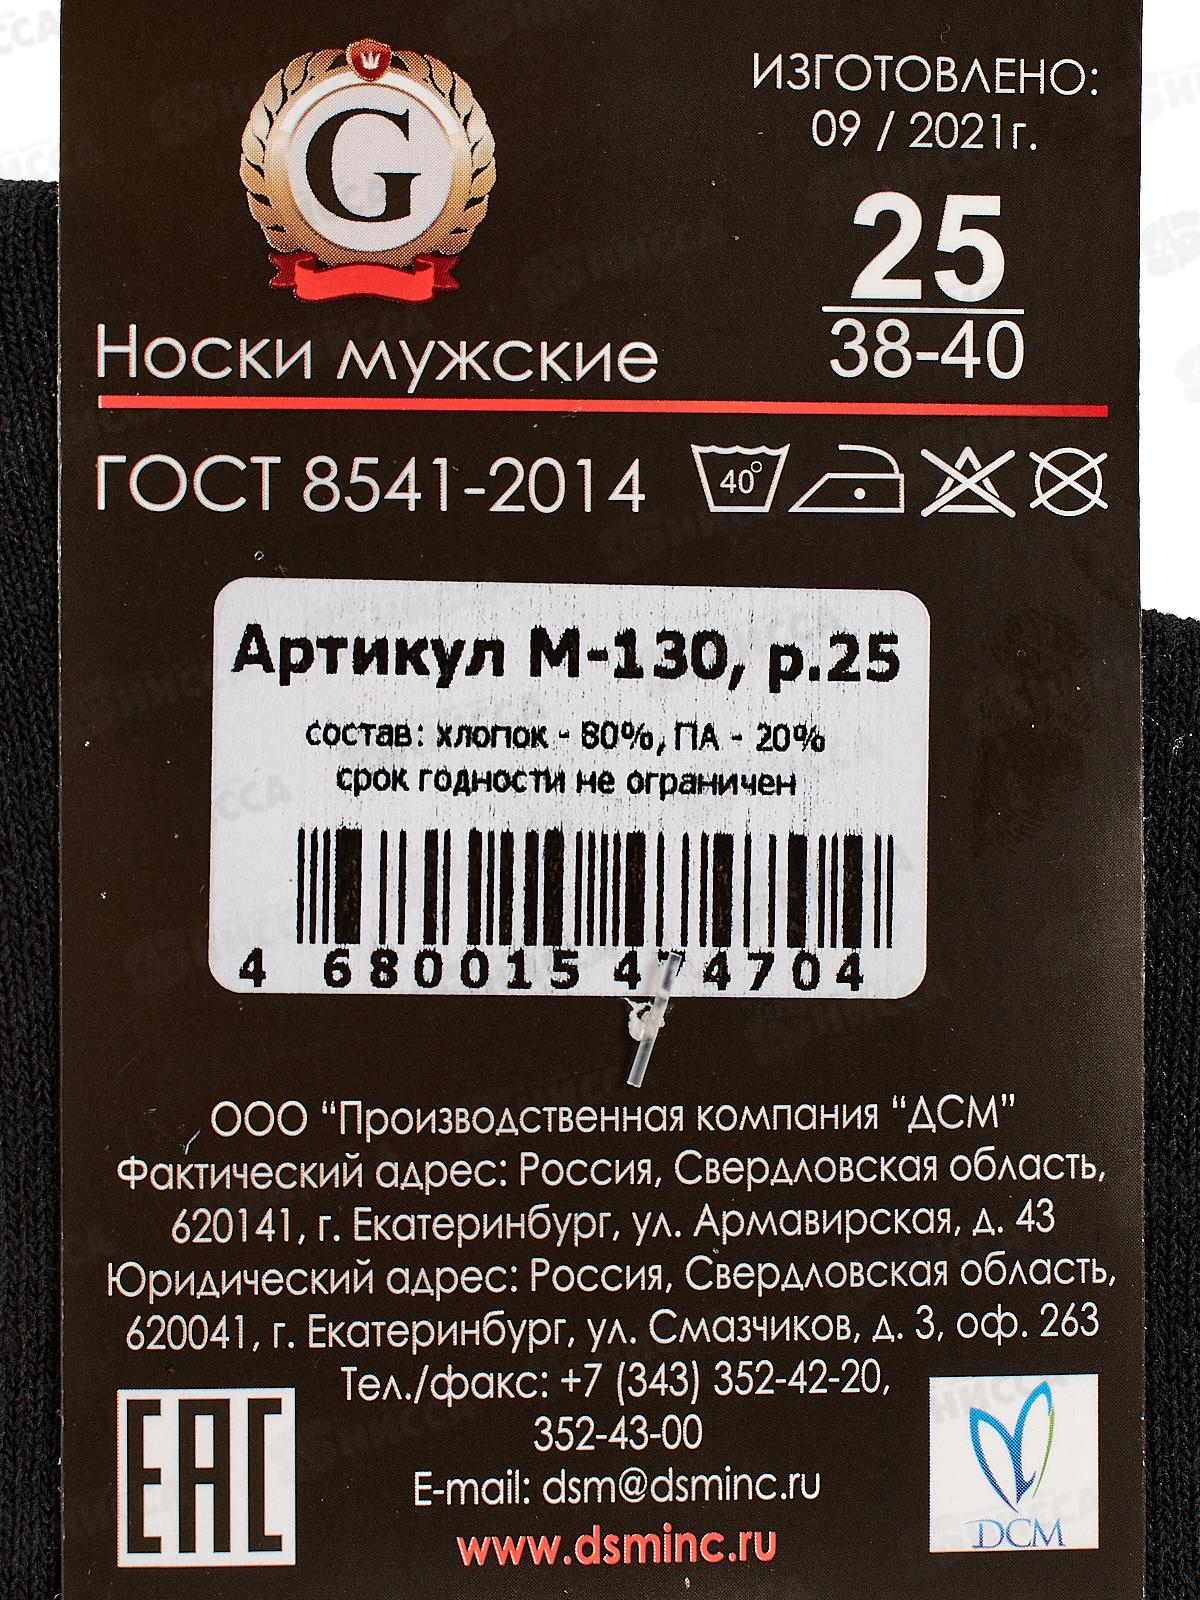 G
ИЗГОТОВЛЕНО:
09 / 2021г.
25
38-40
Носки мужские
ГОСТ 8541-2014
40°
Артикул М-130, р.25
состав: хлопок - 80%, ПА - 20%
срок годности не ограничен
4 680015 474704
ООО “Производственная компания “ДСМ”
Фактический адрес: Россия, Свердловская область,
620141, г. Екатеринбург, ул. Армавирская, д. 43
Юридический адрес: Россия, Свердловская область,
620041, г. Екатеринбург, ул. Смазчиков, д. 3, оф. 263
Тел./факс: +7 (343) 352-42-20,
352-43-00
E-mail: dsm@dsminc.ru
www.dsminc.ru
EAC
DCM